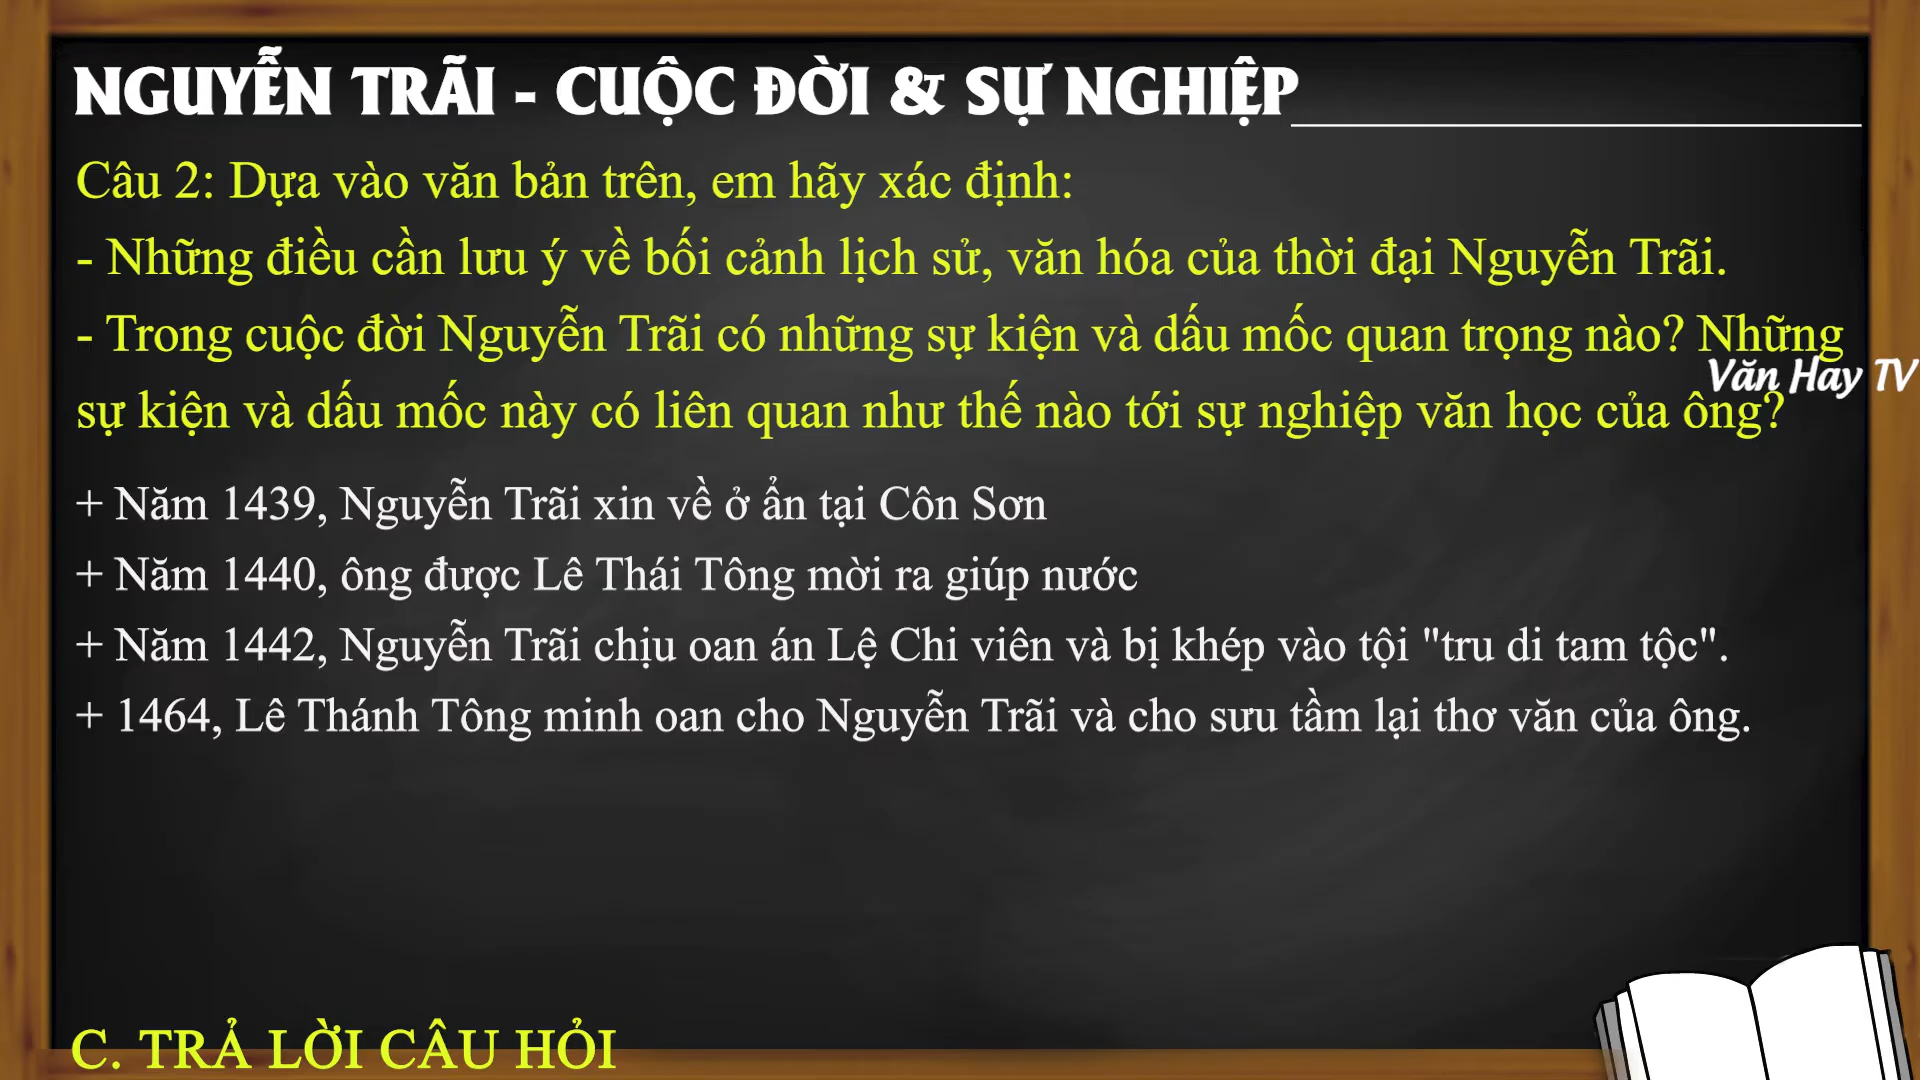 NGUYỄN TRÃI - CUỘC ĐỜI & SỰ NGHIỆP
Câu 2: Dựa vào văn bản trên, em hãy xác định:
- Những điều cần lưu ý về bối cảnh lịch sử, văn hóa của thời đại Nguyễn Trãi.
- Trong cuộc đời Nguyễn Trãi có những sự kiện và dấu mốc quan trọng nào? Những
Văn Hay TV
sự kiện và dấu mốc này có liên quan như thế nào tới sự nghiệp văn học của ông?
+ Năm 1439, Nguyễn Trãi xin về ở ẩn tại Côn Sơn
+ Năm 1440, ông được Lê Thái Tông mời ra giúp nước
+ Năm 1442, Nguyễn Trãi chịu oan án Lệ Chi viên và bị khép vào tội "tru di tam tộc".
+ 1464, Lê Thánh Tông minh oan cho Nguyễn Trãi và cho sưu tầm lại thơ văn của ông.
C. TRẢ LỜI CÂU HỎI